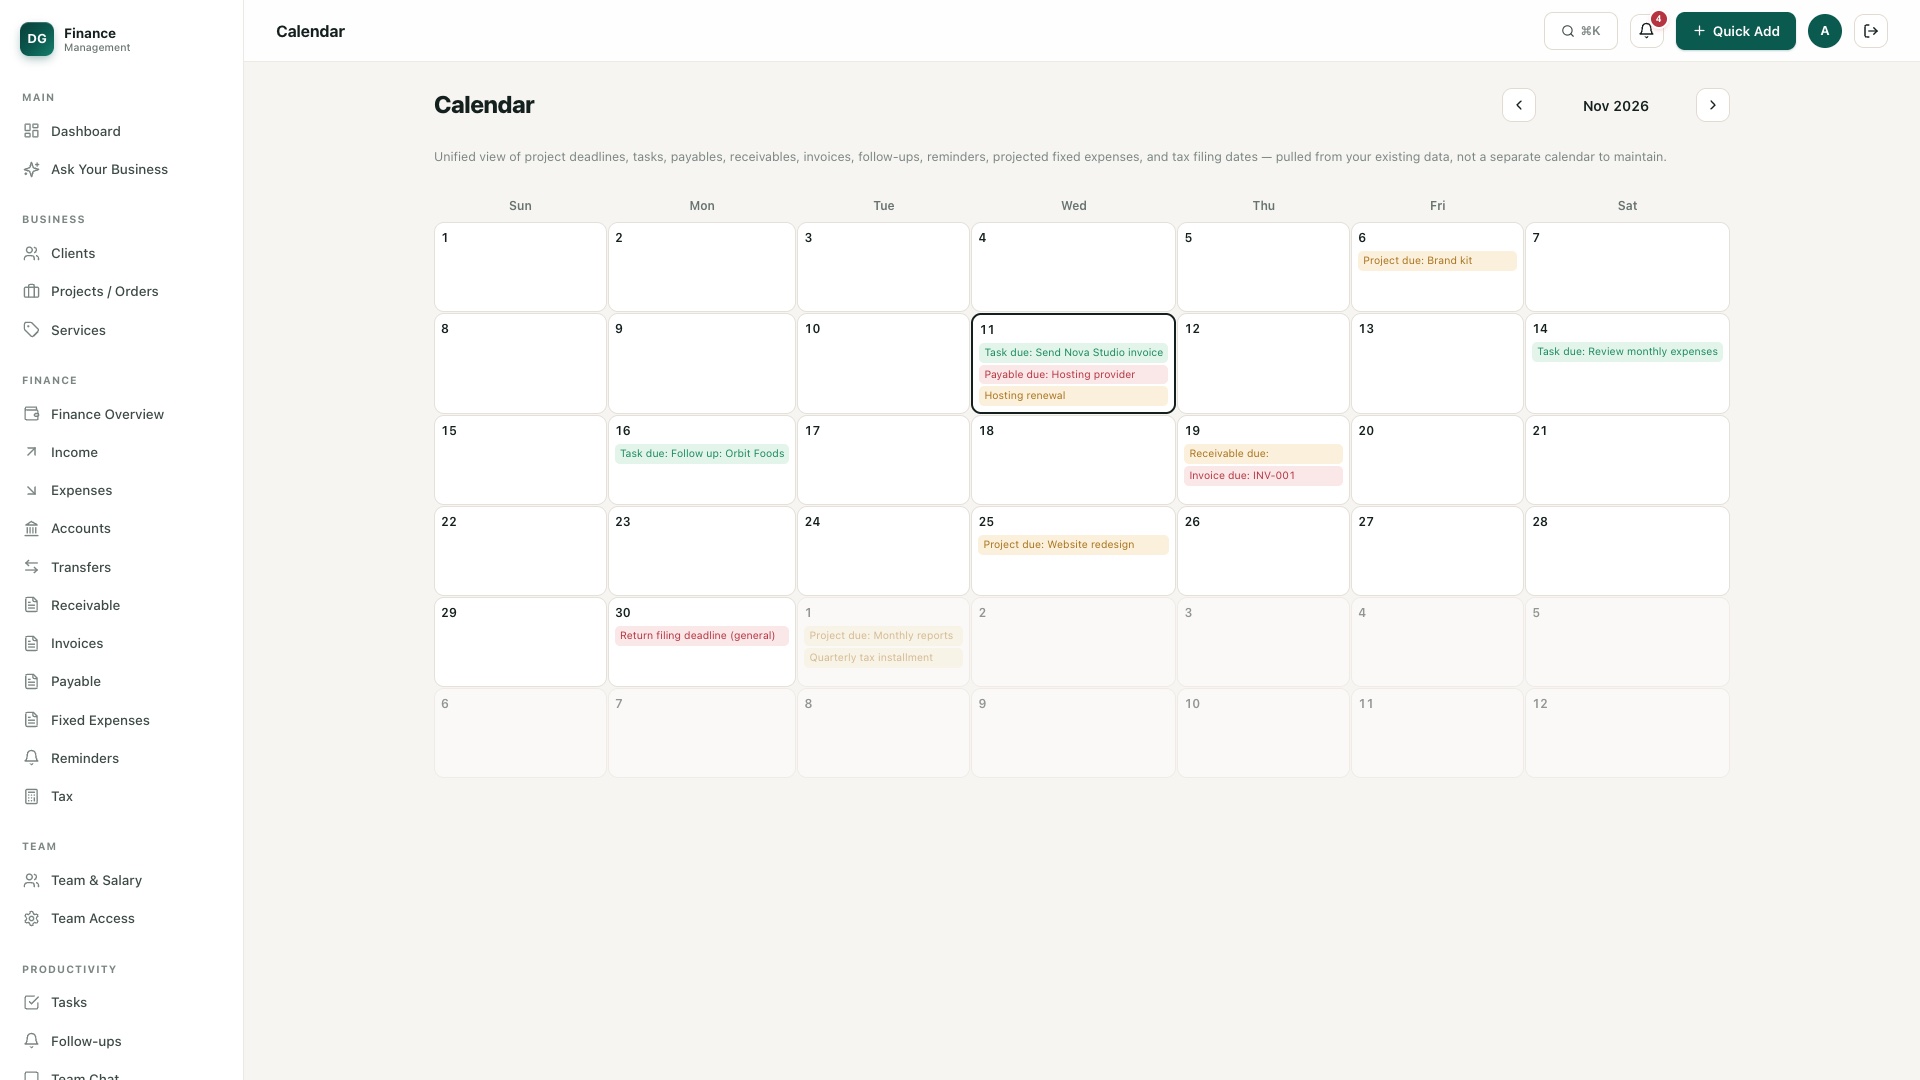 DG
Finance
Management
MAIN
Dashboard
Ask Your Business
BUSINESS
Clients
Projects / Orders
Services
FINANCE
Finance Overview
Income
Expenses
Accounts
Transfers
Receivable
Invoices
Payable
Fixed Expenses
Reminders
Tax
TEAM
Team & Salary
Team Access
PRODUCTIVITY
Tasks
Follow-ups
Team Chat
Calendar
⌘K
4
Quick Add
A
Calendar
Nov 2026
Unified view of project deadlines, tasks, payables, receivables, invoices, follow-ups, reminders, projected fixed expenses, and tax filing dates — pulled from your existing data, not a separate calendar to maintain.
Sun Mon Tue Wed Thu Fri Sat
1 2 3 4 5 6 7
Project due: Brand kit
8 9 10 11 12 13 14
Task due: Send Nova Studio invoice
Payable due: Hosting provider
Hosting renewal
Task due: Review monthly expenses
15 16 17 18 19 20 21
Task due: Follow up: Orbit Foods
Receivable due:
Invoice due: INV-001
22 23 24 25 26 27 28
Project due: Website redesign
29 30 1 2 3 4 5
Return filing deadline (general)
Project due: Monthly reports
Quarterly tax installment
6 7 8 9 10 11 12